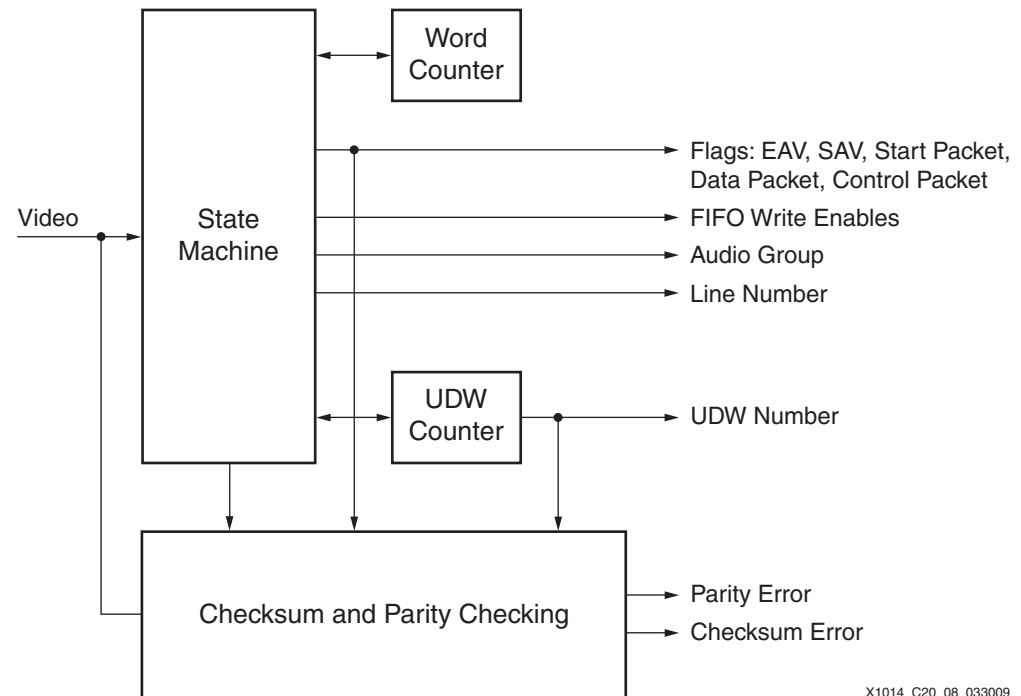 Word
Counter
Flags: EAV, SAV, Start Packet,
Data Packet, Control Packet
Video
State
Machine
FIFO Write Enables
Audio Group
Line Number
UDW
Counter
UDW Number
Checksum and Parity Checking
Parity Error
Checksum Error
X1014_C20_08_033009